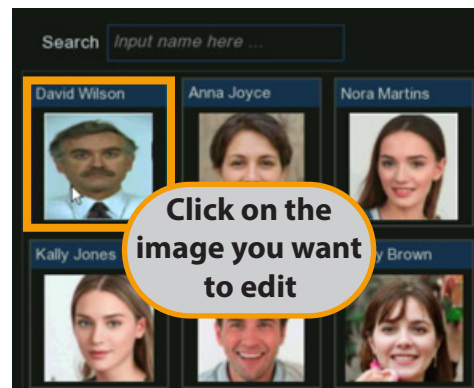 Search Input name here ...
David Wilson Anna Joyce Nora Martins
Click on the
image you want
to edit
Kally Jones Brown